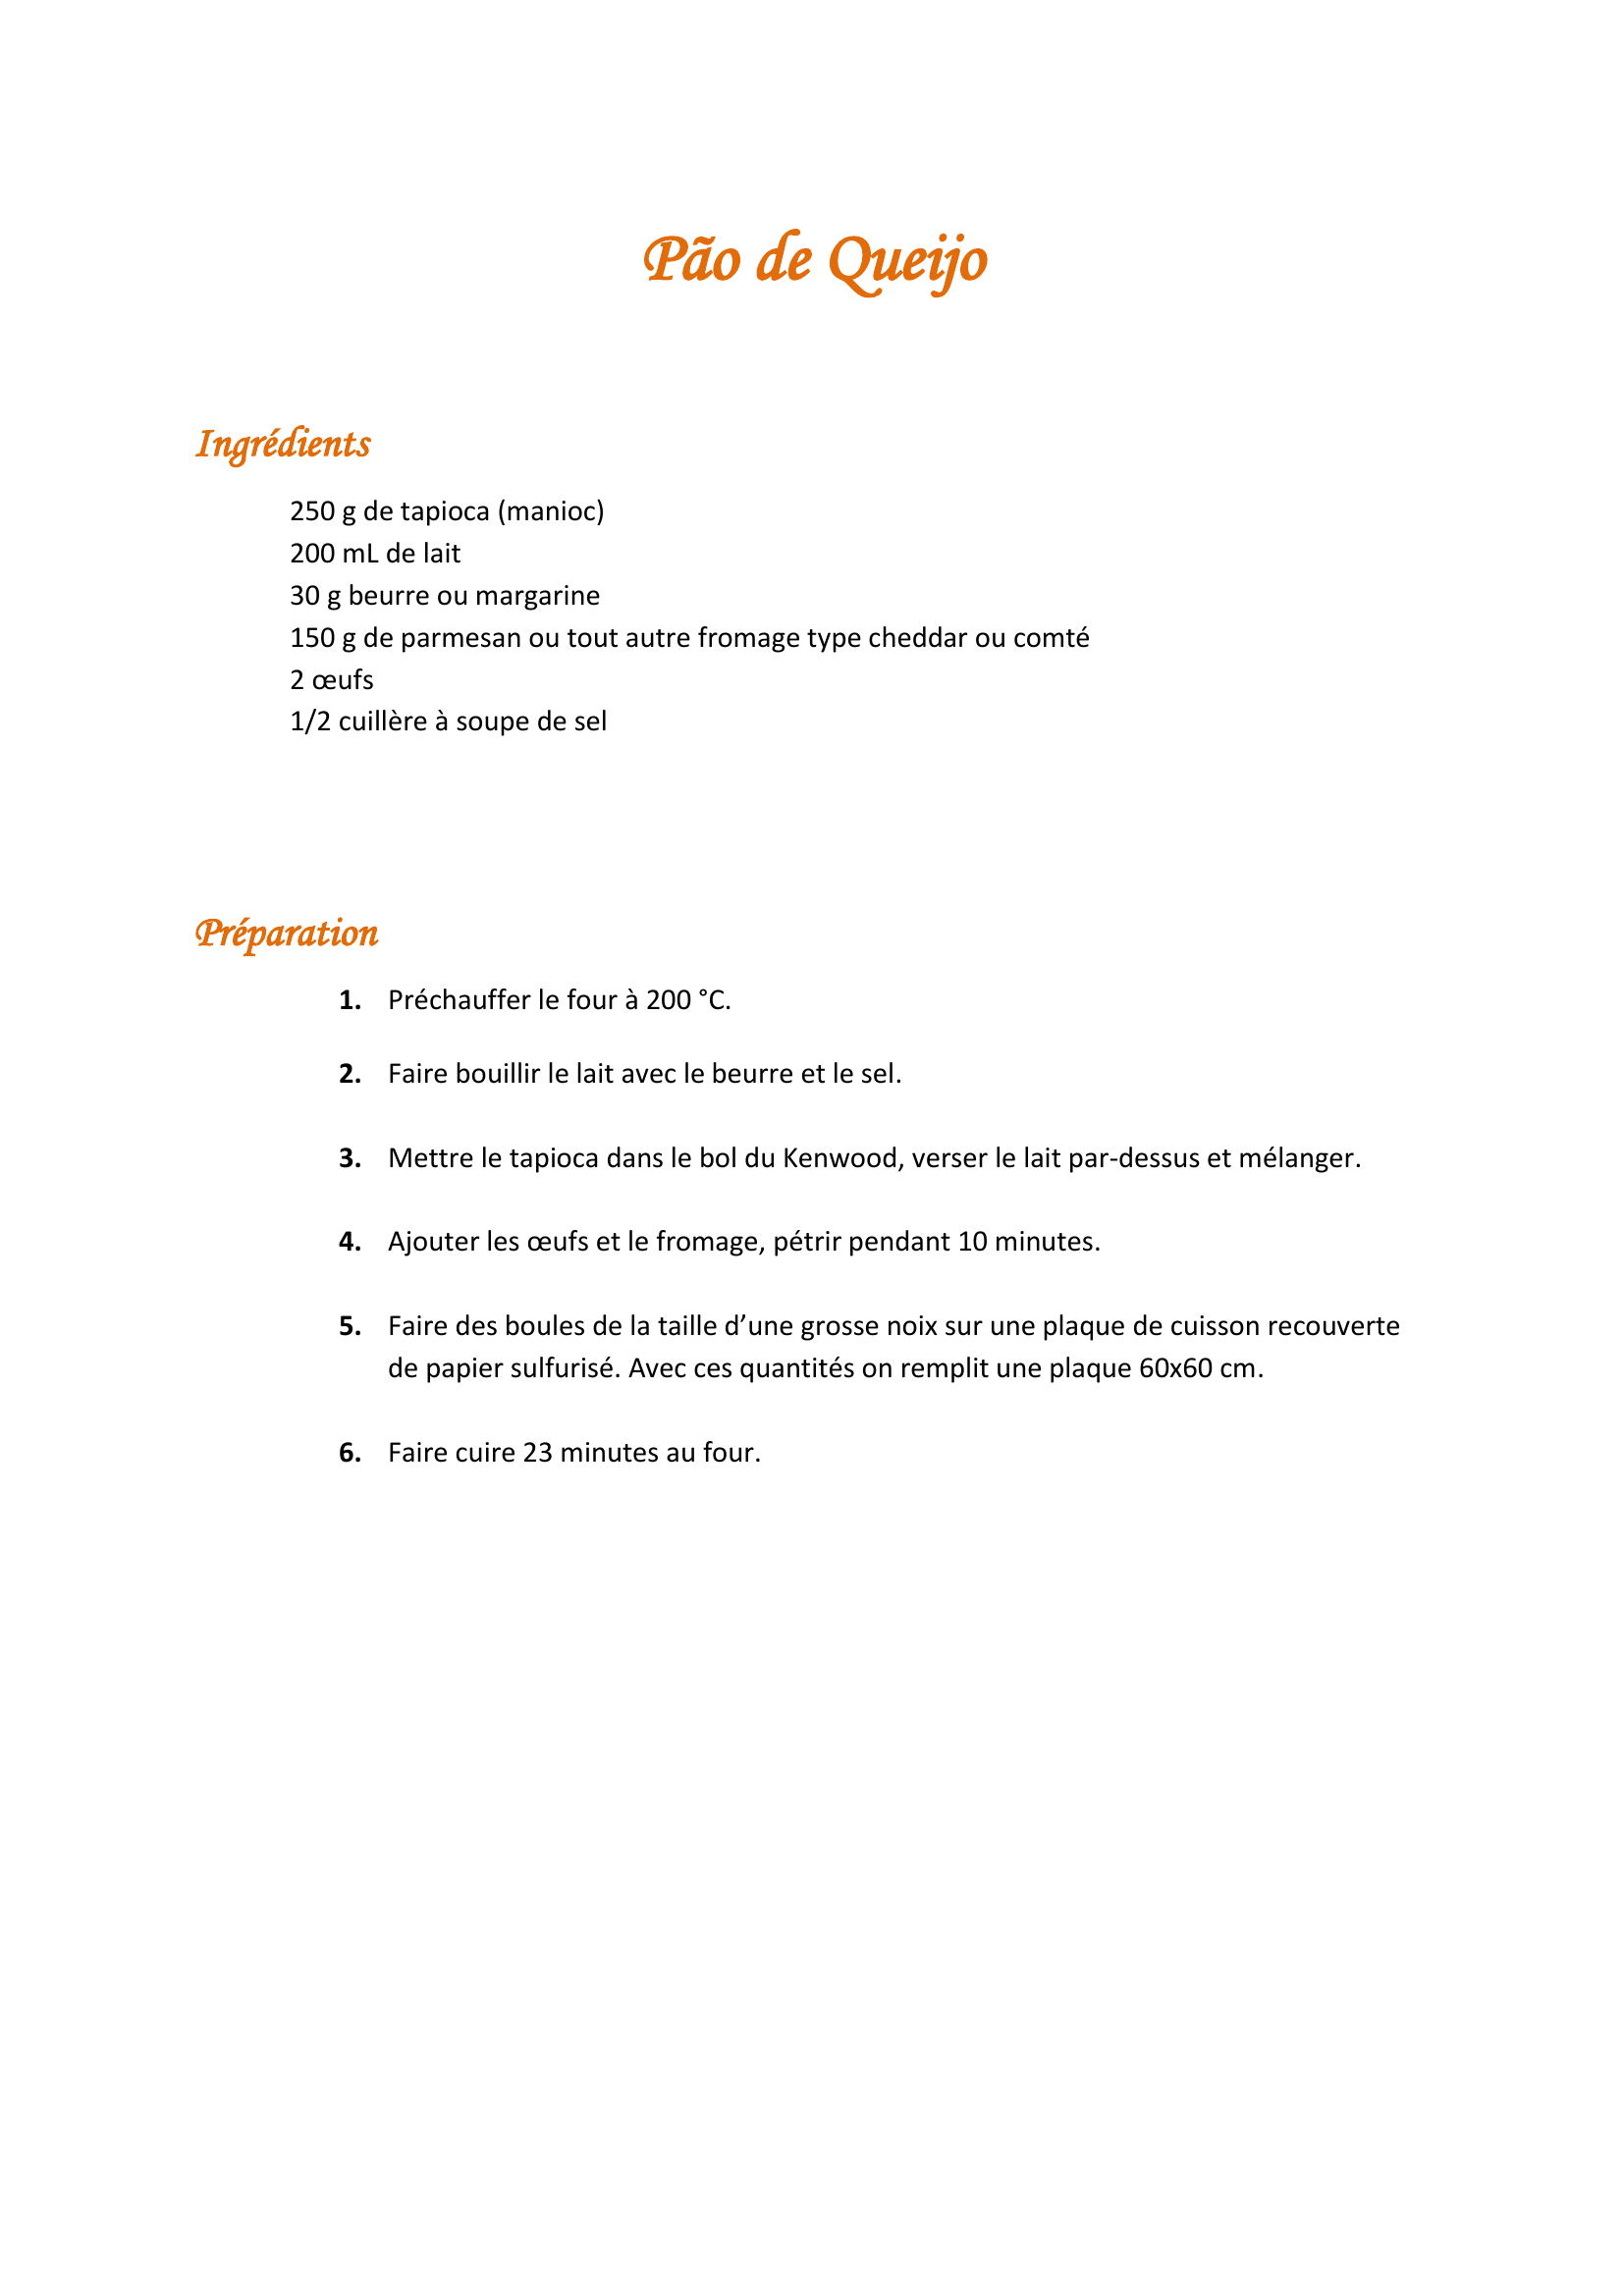 Pão de Queijo
Ingrédients
250 g de tapioca (manioc)
200 mL de lait
30 g beurre ou margarine
150 g de parmesan ou tout autre fromage type cheddar ou comté
2 œufs
1/2 cuillère à soupe de sel
Préparation
1. Préchauffer le four à 200 °C.
2. Faire bouillir le lait avec le beurre et le sel.
3. Mettre le tapioca dans le bol du Kenwood, verser le lait par-dessus et mélanger.
4. Ajouter les œufs et le fromage, pétrir pendant 10 minutes.
5. Faire des boules de la taille d’une grosse noix sur une plaque de cuisson recouverte
de papier sulfurisé. Avec ces quantités on remplit une plaque 60x60 cm.
6. Faire cuire 23 minutes au four.